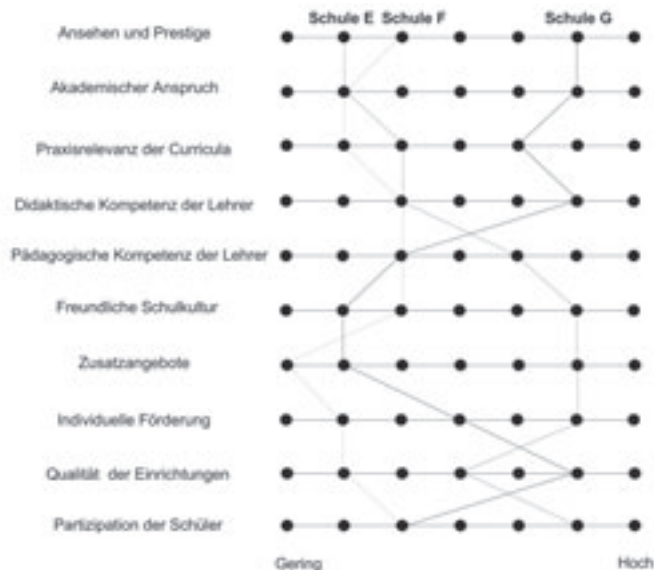 Schule E Schule F Schule G
Ansehen und Prestige
Akademischer Anspruch
Praxisrelevanz der Curricula
Didaktische Kompetenz der Lehrer
Pädagogische Kompetenz der Lehrer
Freundliche Schulkultur
Zusatzangebote
Individuelle Förderung
Qualität der Einrichtungen
Partizipation der Schüler
Gering Hoch